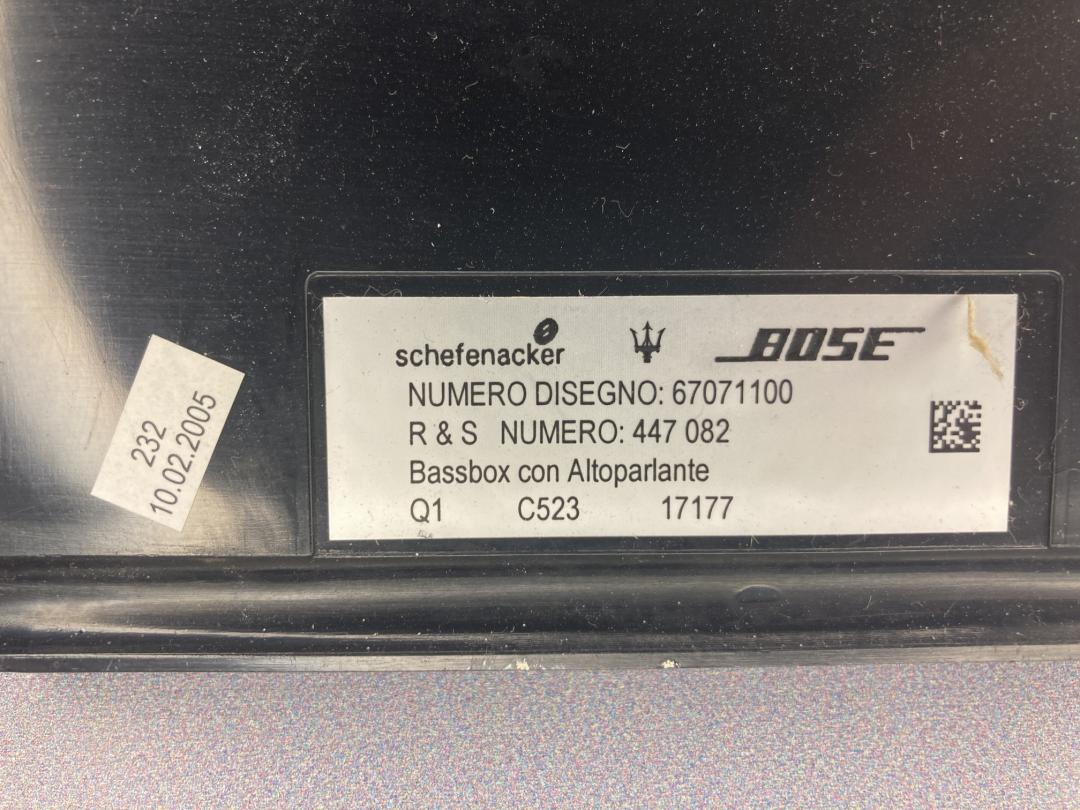 schefenacker BOSE
NUMERO DISEGNO: 67071100
R & S NUMERO: 447 082
Bassbox con Altoparlante
Q1 C523 17177
232
10.02.2005